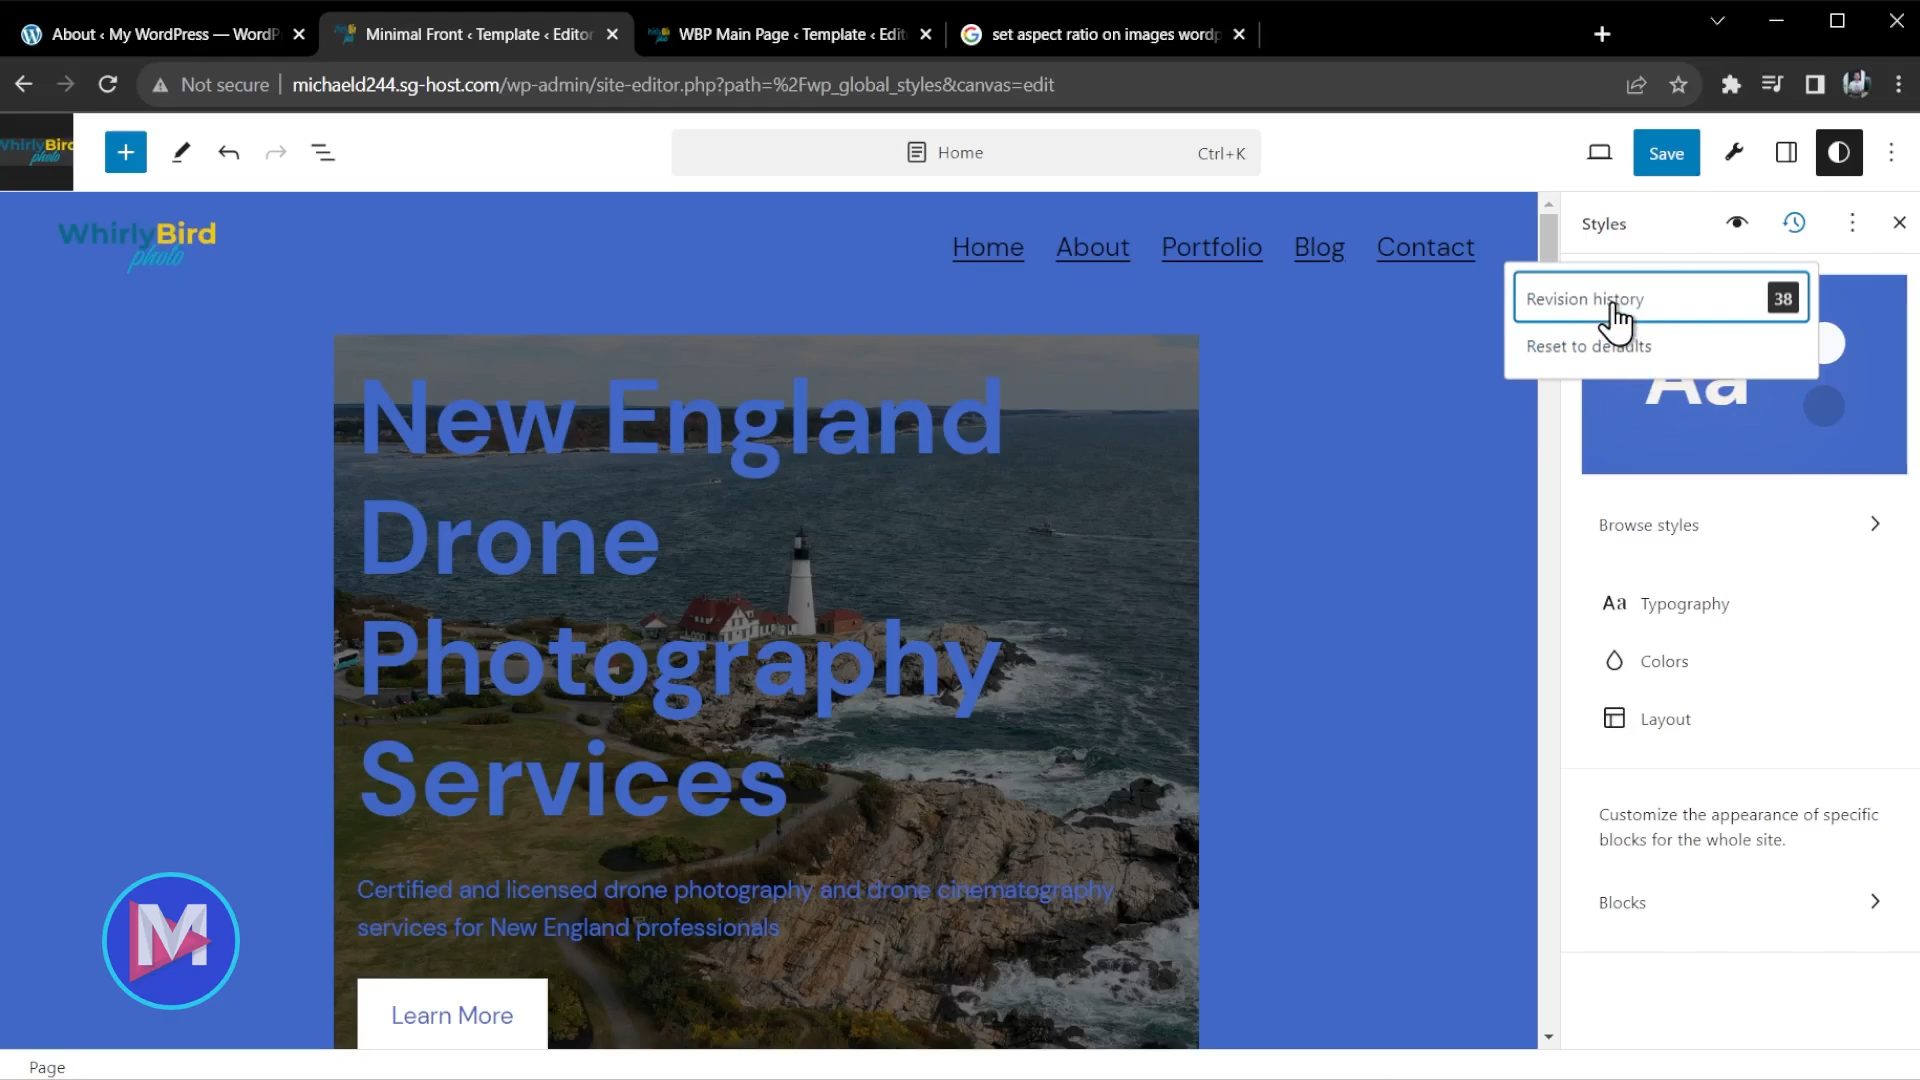 About ‹ My WordPress — WordP
Minimal Front ‹ Template ‹ Editor
WBP Main Page ‹ Template ‹ Edit
set aspect ratio on images wordp
Not secure
michaeld244.sg-host.com/wp-admin/site-editor.php?path=%2Fwp_global_styles&canvas=edit
WhirlyBird
photo
Home
Ctrl+K
Save
WhirlyBird
photo
Home
About
Portfolio
Blog
Contact
Styles
Revision history
38
Reset to defaults
Aa
New England
Drone
Photography
Services
Certified and licensed drone photography and drone cinematography
services for New England professionals
Learn More
Browse styles
Aa Typography
Colors
Layout
Customize the appearance of specific
blocks for the whole site.
Blocks
M
Page